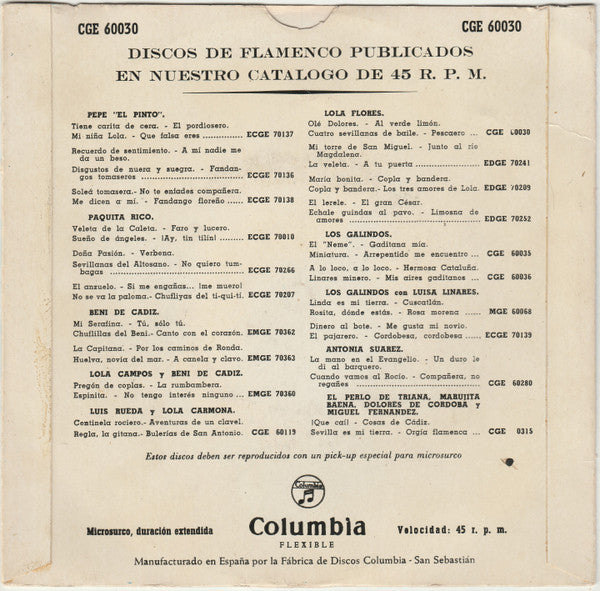 CGE 60030
CGE 60030
DISCOS DE FLAMENCO PUBLICADOS
EN NUESTRO CATALOGO DE 45 R. P. M.
PEPE "EL PINTO".
Tiene carita de cera. - El pordiosero.
Mi niña Lola. - Que falsa eres ............ ECGE 70137
Recuerdo de sentimiento. - A mí nadie me
da un beso.
Disgustos de nuera y suegra. - Fandan-
gos tomaseros ............ ECGE 70136
Soleá tomasera.- No te enfades compañera.
Me dicen a mí. - Fandango floreño ...... ECGE 70138
PAQUITA RICO.
Veleta de la Caleta. - Faro y lucero.
Sueño de ángeles. - ¡Ay, tin tilín! ......... ECGE 70010
Doña Pasión. - Verbena.
Sevillanas del Altosano. - No quiero tum-
bagas ............ ECGE 70266
El anzuelo. - Si me engañas... ¡me muero!
No se va la paloma.- Chufliyas del ti-qui-ti. ECGE 70207
BENI DE CADIZ.
Mi Serafina. - Tú, sólo tú.
Chuflillas del Beni.- Canto con el corazón. EMGE 70362
La Capitana. - Por los caminos de Ronda.
Huelva, novia del mar. - A canela y clavo. EMGE 70363
LOLA CAMPOS y BENI DE CADIZ.
Pregón de coplas. - La rumbambera.
Espinita. - No tengo interés ninguno ... EMGE 70360
LUIS RUEDA y LOLA CARMONA.
Centinela rociero.- Aventuras de un clavel.
Regla, la gitana.- Bulerías de San Antonio. CGE 60119
LOLA FLORES.
Olé Dolores. - Al verde limón.
Cuatro sevillanas de baile. - Pescaero ... CGE 60030
Mi torre de San Miguel. - Junto al río
Magdalena.
La veleta. - A tu puerta ............ EDGE 70241
María bonita. - Copla y bandera.
Copla y bandera.- Los tres amores de Lola. EDGE 70209
El lerele. - El gran César.
Echale guindas al pavo. - Limosna de
amores ............ EDGE 70252
LOS GALINDOS.
El "Neme". - Gaditana mía.
Miniatura. - Arrepentido me encuentro ... CGE 60035
A lo loco, a lo loco. - Hermosa Cataluña.
Linares minero. - Mis aires gaditanos ... CGE 60036
LOS GALINDOS con LUISA LINARES.
Linda es mi tierra. - Cuscatlán.
Rosita, dónde estás. - Rosa morena ...... MGE 60068
Dinero al bote. - Me gusta mi novio.
El pajarero. - Cordobesa, cordobesa ...... ECGE 70139
ANTONIA SUAREZ.
La mano en el Evangelio. - Un duro le
di al barquero.
Cuando vamos al Rocío. - Compañera, no
regañes ............ CGE 60280
EL PERLO DE TRIANA, MARUJITA
BAENA, DOLORES DE CORDOBA y
MIGUEL FERNANDEZ.
¡Que caí! - Cosas de Cádiz.
Sevilla es mi tierra. - Orgía flamenca ... CGE 0315
Estos discos deben ser reproducidos con un pick-up especial para microsurco
Columbia
Microsurco, duración extendida
Columbia
FLEXIBLE
Velocidad: 45 r. p. m.
Manufacturado en España por la Fábrica de Discos Columbia - San Sebastián